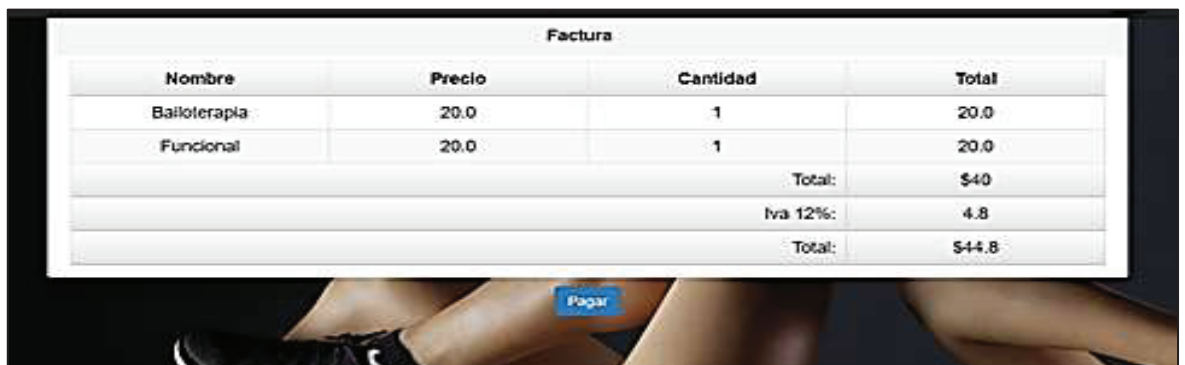 Factura
Nombre Precio Cantidad Total
Bailoterapia 20.0 1 20.0
Funcional 20.0 1 20.0
Total: $40
Iva 12%: 4.8
Total: $44.8
Pagar